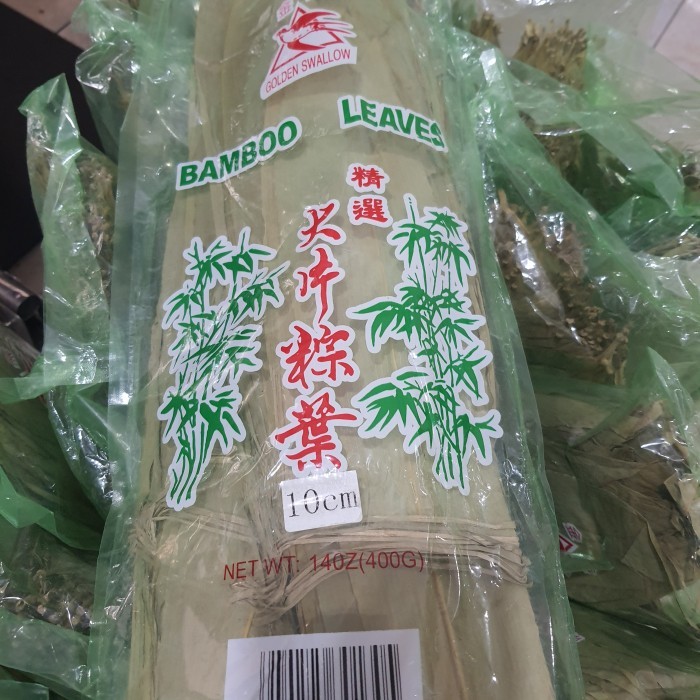 GOLDEN SWALLOW
BAMBOO LEAVES
精選
大片粽葉
10cm
NET WT: 14OZ(400G)